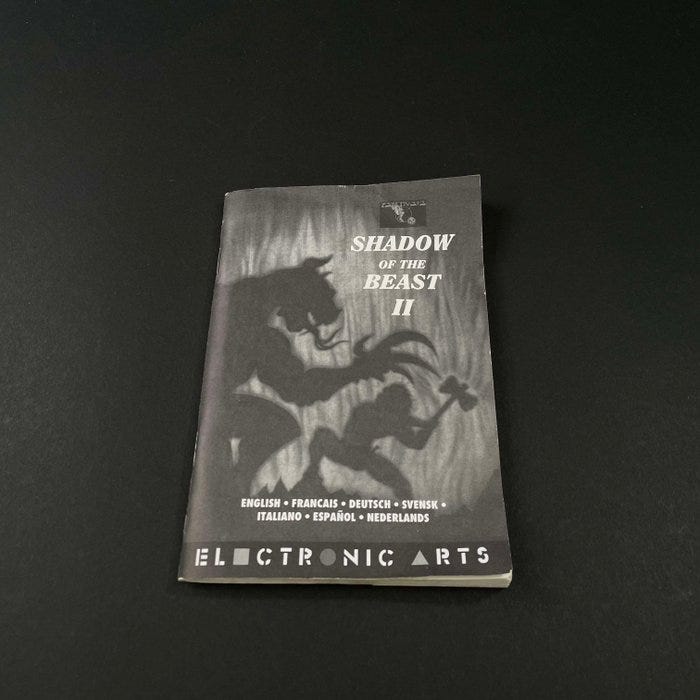 SHADOW
OF THE
BEAST
II
ENGLISH • FRANCAIS • DEUTSCH • SVENSK •
ITALIANO • ESPAÑOL • NEDERLANDS
ELECTRONIC ARTS